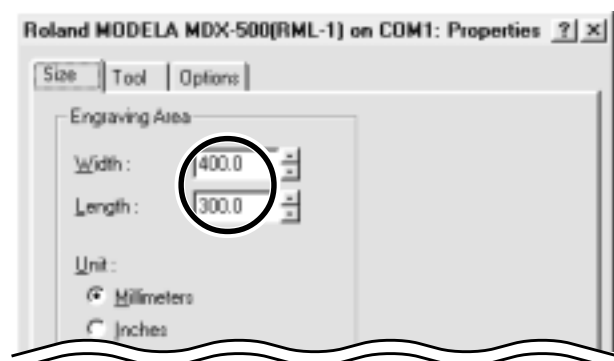 Roland MODELA MDX-500(RML-1) on COM1: Properties ? ×
Size Tool Options
Engraving Area
Width : 400.0
Length : 300.0
Unit :
Millimeters
Inches